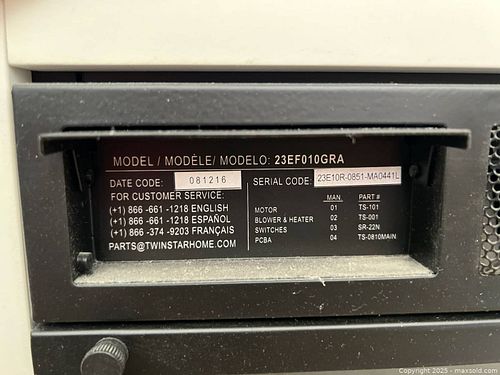 MODEL / MODÈLE/ MODELO: 23EF010GRA
DATE CODE: 081216
SERIAL CODE: 23E10R-0851-MA0441L
FOR CUSTOMER SERVICE:
(+1) 866 -661 -1218 ENGLISH
(+1) 866 -661 -1218 ESPAÑOL
(+1) 866 -374 -9203 FRANÇAIS
PARTS@TWINSTARHOME.COM
MAN. PART #
MOTOR 01 TS-101
BLOWER & HEATER 02 TS-001
SWITCHES 03 SR-22N
PCBA 04 TS-0810MAIN
Copyright © 2025 - maxsold.com